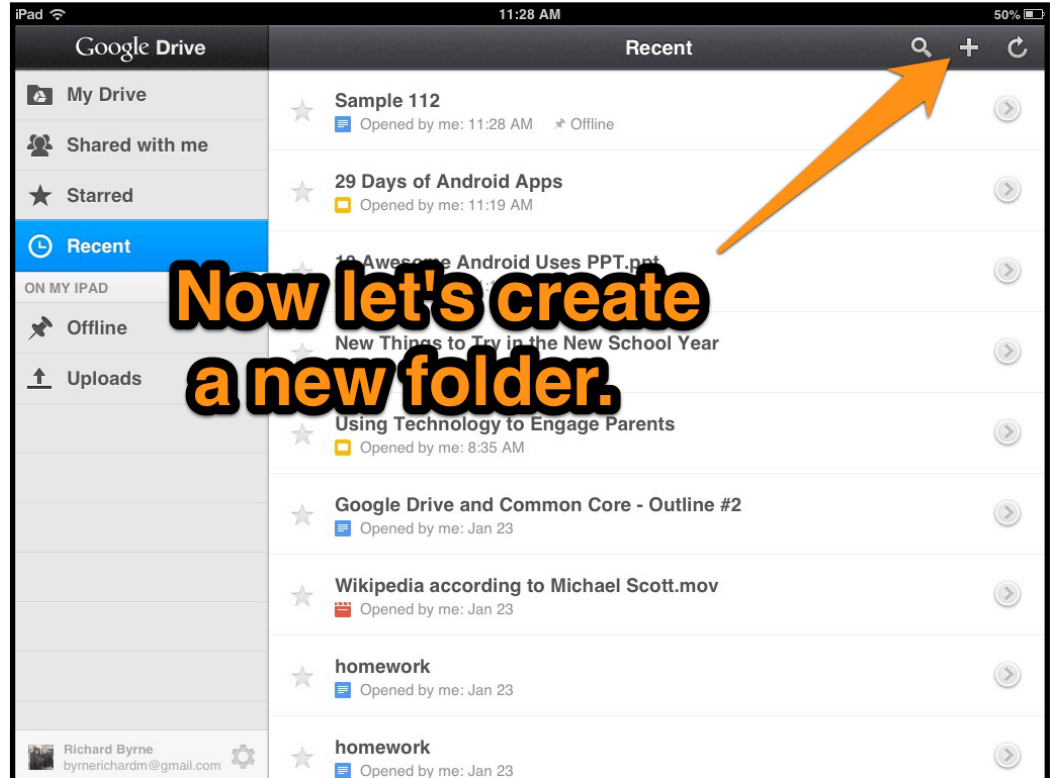 iPad 11:28 AM 50%
Google Drive
Recent
My Drive
Shared with me
Starred
Recent
ON MY IPAD
Offline
Uploads
Richard Byrne
byrnerichardm@gmail.com
Sample 112
Opened by me: 11:28 AM Offline
29 Days of Android Apps
Opened by me: 11:19 AM
Awesome Android Uses PPT.ppt
New Things to Try in the New School Year
Using Technology to Engage Parents
Opened by me: 8:35 AM
Google Drive and Common Core - Outline #2
Opened by me: Jan 23
Wikipedia according to Michael Scott.mov
Opened by me: Jan 23
homework
Opened by me: Jan 23
homework
Opened by me: Jan 23
Now let's create
a new folder.